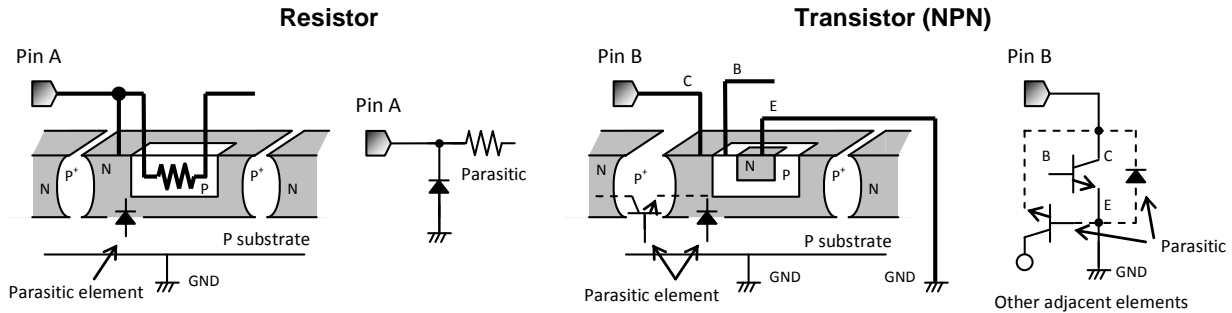 Resistor
Transistor (NPN)
Pin A
Pin A
N
N
P+
P
P+
N
Parasitic
P substrate
GND
Parasitic element
Pin B
C
B
E
N
P+
N
P
P+
N
P substrate
GND
GND
Parasitic element
Pin B
B
C
E
Parasitic
GND
Other adjacent elements